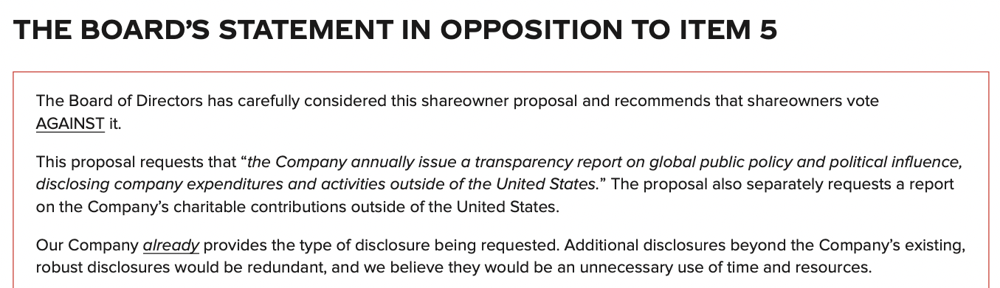 THE BOARD’S STATEMENT IN OPPOSITION TO ITEM 5
The Board of Directors has carefully considered this shareowner proposal and recommends that shareowners vote
AGAINST it.
This proposal requests that “the Company annually issue a transparency report on global public policy and political influence,
disclosing company expenditures and activities outside of the United States.” The proposal also separately requests a report
on the Company’s charitable contributions outside of the United States.
Our Company already provides the type of disclosure being requested. Additional disclosures beyond the Company’s existing,
robust disclosures would be redundant, and we believe they would be an unnecessary use of time and resources.